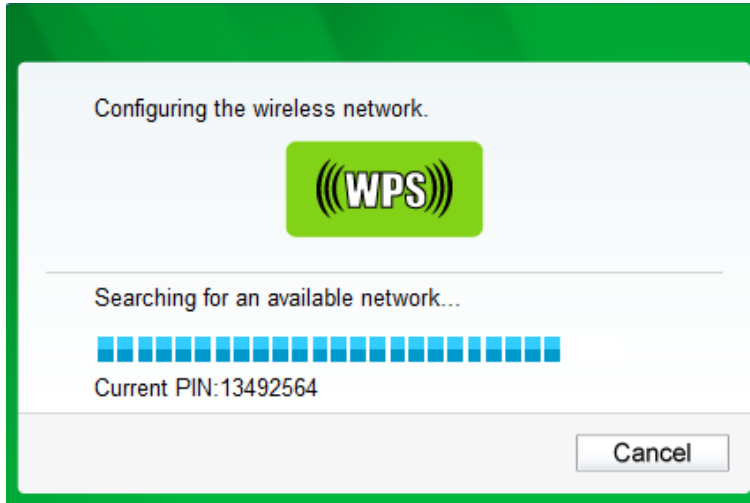 Configuring the wireless network.
(((WPS)))
Searching for an available network...
Current PIN:13492564
Cancel